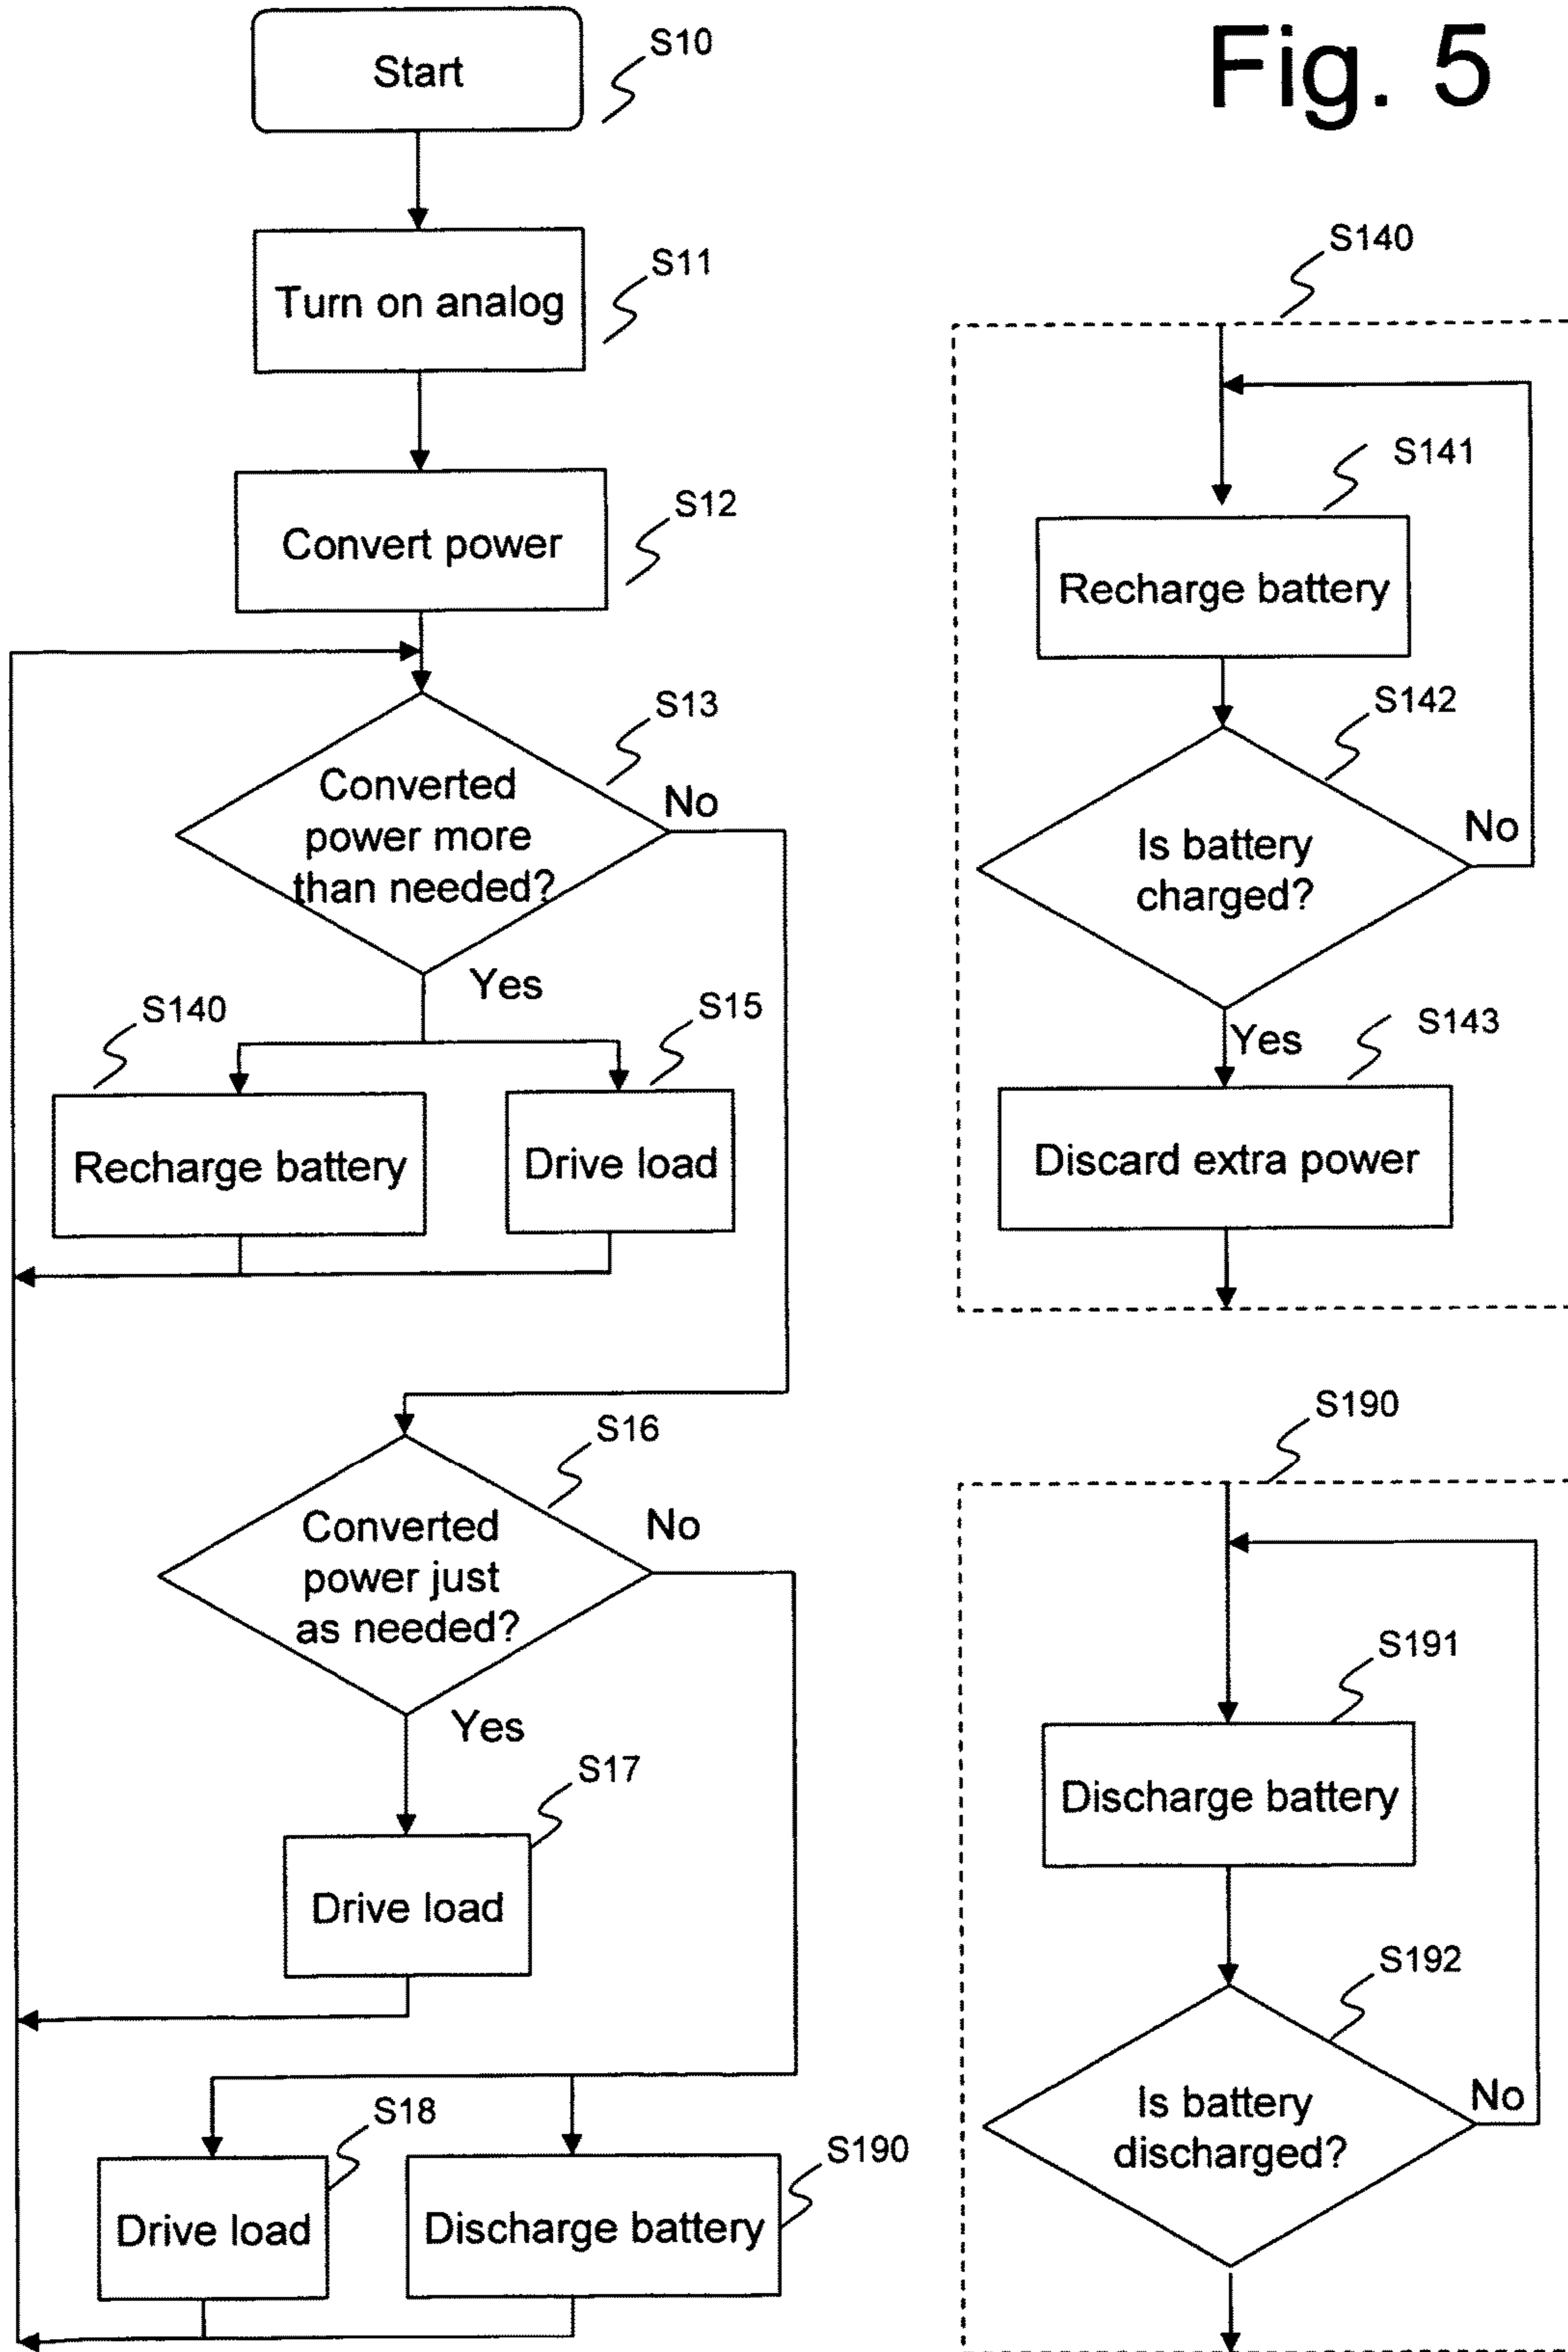 Fig. 5
Start
S10
Turn on analog
S11
Convert power
S12
Converted
power more
than needed?
S13
No
Yes
S140
Recharge battery
S15
Drive load
Converted
power just
as needed?
S16
No
Yes
S17
Drive load
S18
Drive load
S190
Discharge battery
S140
S141
Recharge battery
S142
Is battery
charged?
No
Yes
S143
Discard extra power
S190
S191
Discharge battery
S192
Is battery
discharged?
No